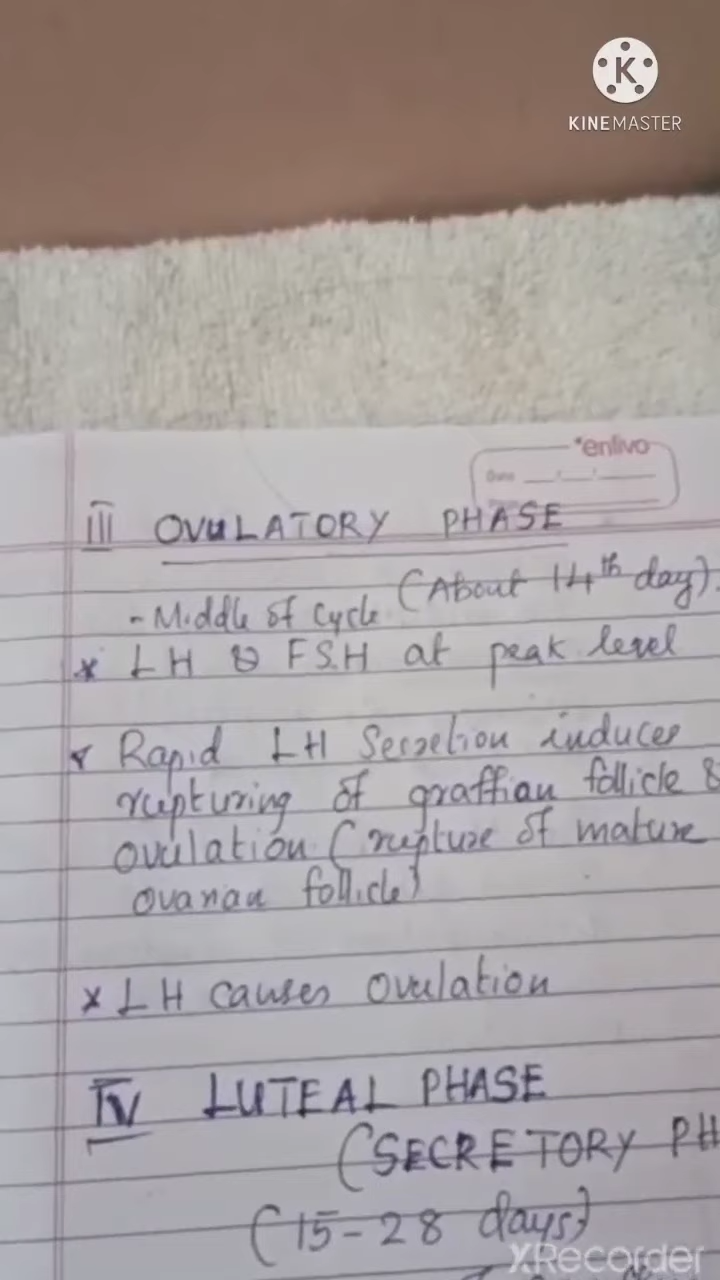 KINEMASTER
enlivo
Date
III OVULATORY PHASE
- Middle of Cycle (About 14th day).
* LH & FSH at peak level
* Rapid LH Secretion induces
rupturing of graffian follicle &
ovulation (rupture of mature
ovarian follicle)
* LH causes Ovulation
IV LUTEAL PHASE
(SECRETORY PH
(15-28 days)
XRecorder